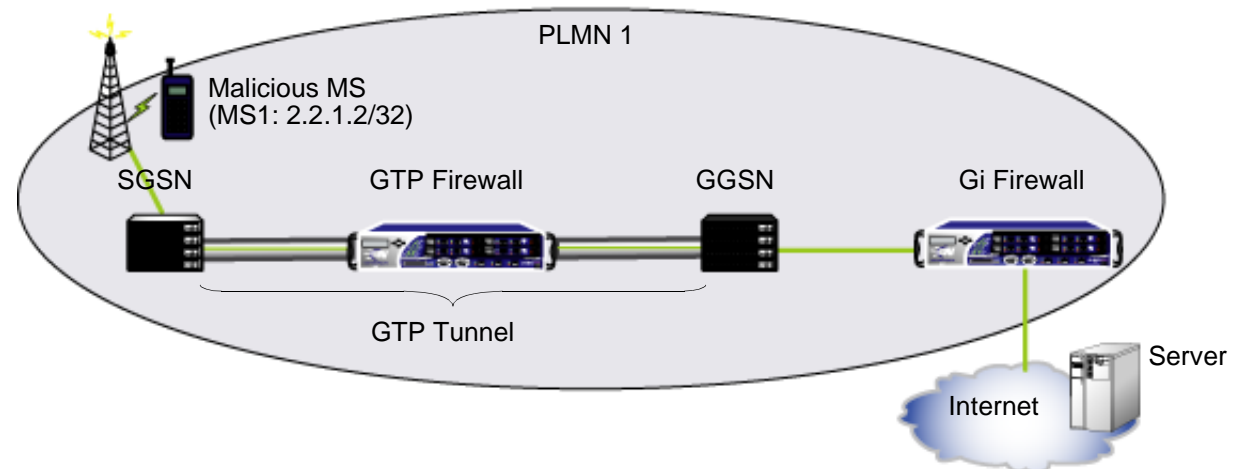 PLMN 1
Malicious MS
(MS1: 2.2.1.2/32)
SGSN
GTP Firewall
GGSN
Gi Firewall
GTP Tunnel
Server
Internet